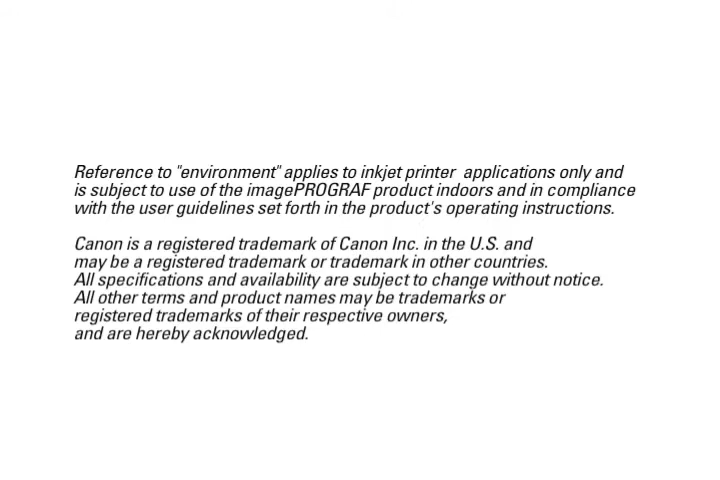 Reference to "environment" applies to inkjet printer applications only and
is subject to use of the imagePROGRAF product indoors and in compliance
with the user guidelines set forth in the product's operating instructions.
Canon is a registered trademark of Canon Inc. in the U.S. and
may be a registered trademark or trademark in other countries.
All specifications and availability are subject to change without notice.
All other terms and product names may be trademarks or
registered trademarks of their respective owners,
and are hereby acknowledged.